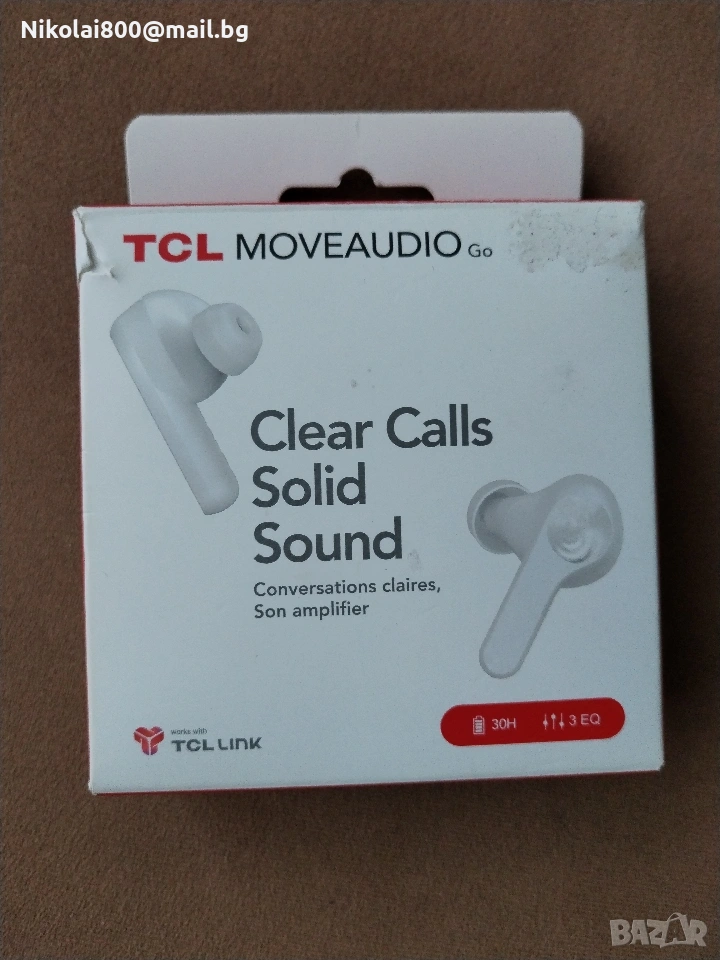 Nikolai800@mail.bg
TCL MOVEAUDIO Go
Clear Calls
Solid
Sound
Conversations claires,
Son amplifier
works with
TCL LINK
30H 3 EQ
BAZAR